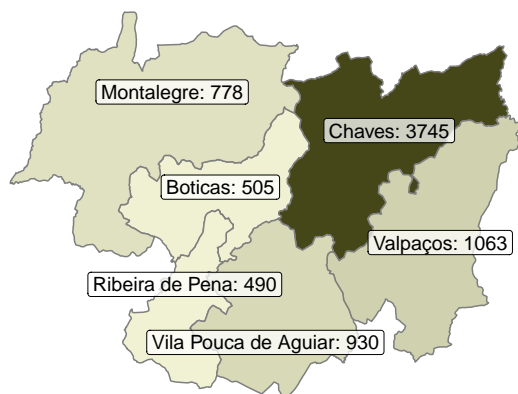 Montalegre: 778
Chaves: 3745
Boticas: 505
Valpaços: 1063
Ribeira de Pena: 490
Vila Pouca de Aguiar: 930